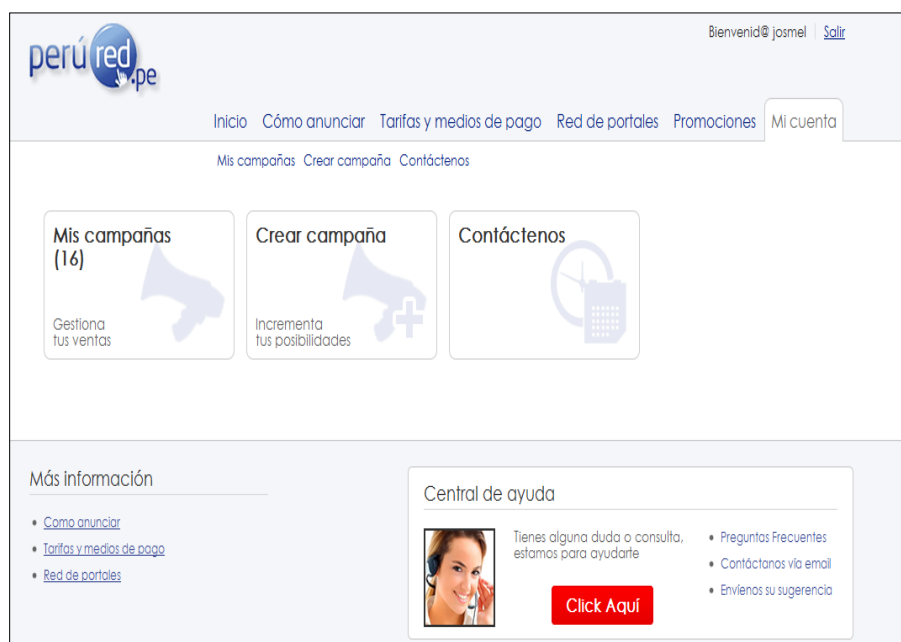 Bienvenid@ josmel | Salir
perú red .pe
Inicio Cómo anunciar Tarifas y medios de pago Red de portales Promociones Mi cuenta
Mis campañas Crear campaña Contáctenos
Mis campañas
(16)
Gestiona
tus ventas
Crear campaña
Incrementa
tus posibilidades
Contáctenos
Más información
Como anunciar
Tarifas y medios de pago
Red de portales
Central de ayuda
Tienes alguna duda o consulta,
estamos para ayudarte
Click Aquí
Preguntas Frecuentes
Contáctanos vía email
Envíenos su sugerencia